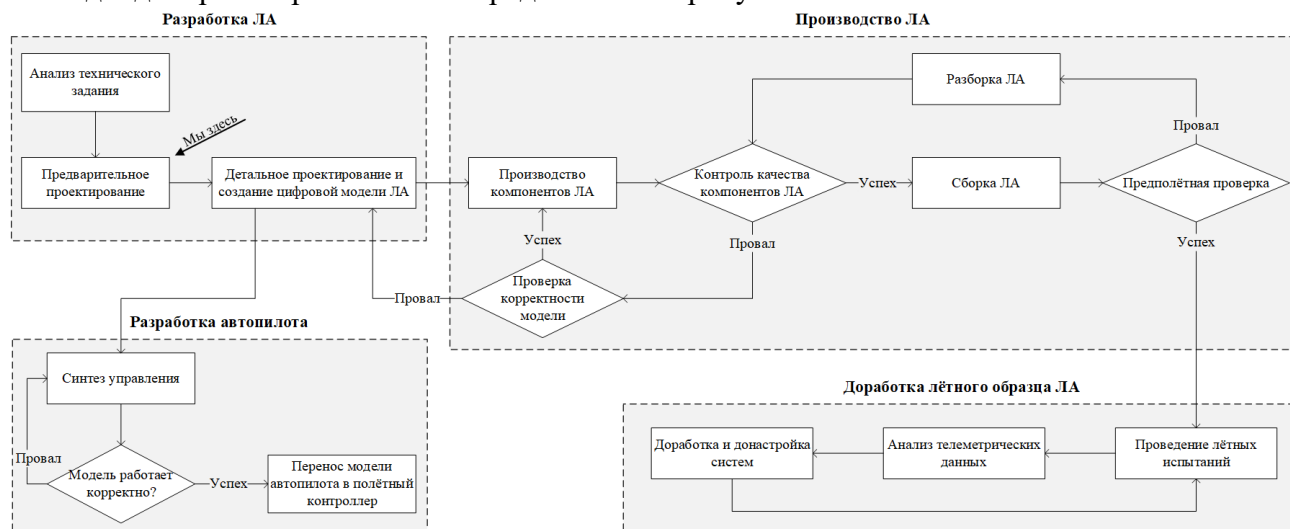 Разработка ЛА
Производство ЛА
Анализ технического
задания
Мы здесь
Предварительное
проектирование
Детальное проектирование и
создание цифровой модели ЛА
Производство
компонентов ЛА
Контроль качества
компонентов ЛА
Успех
Сборка ЛА
Предполётная проверка
Разборка ЛА
Провал
Успех
Провал
Успех
Проверка
корректности
модели
Провал
Разработка автопилота
Синтез управления
Провал
Модель работает
корректно?
Успех
Перенос модели
автопилота в полётный
контроллер
Доработка лётного образца ЛА
Доработка и донастройка
систем
Анализ телеметрических
данных
Проведение лётных
испытаний